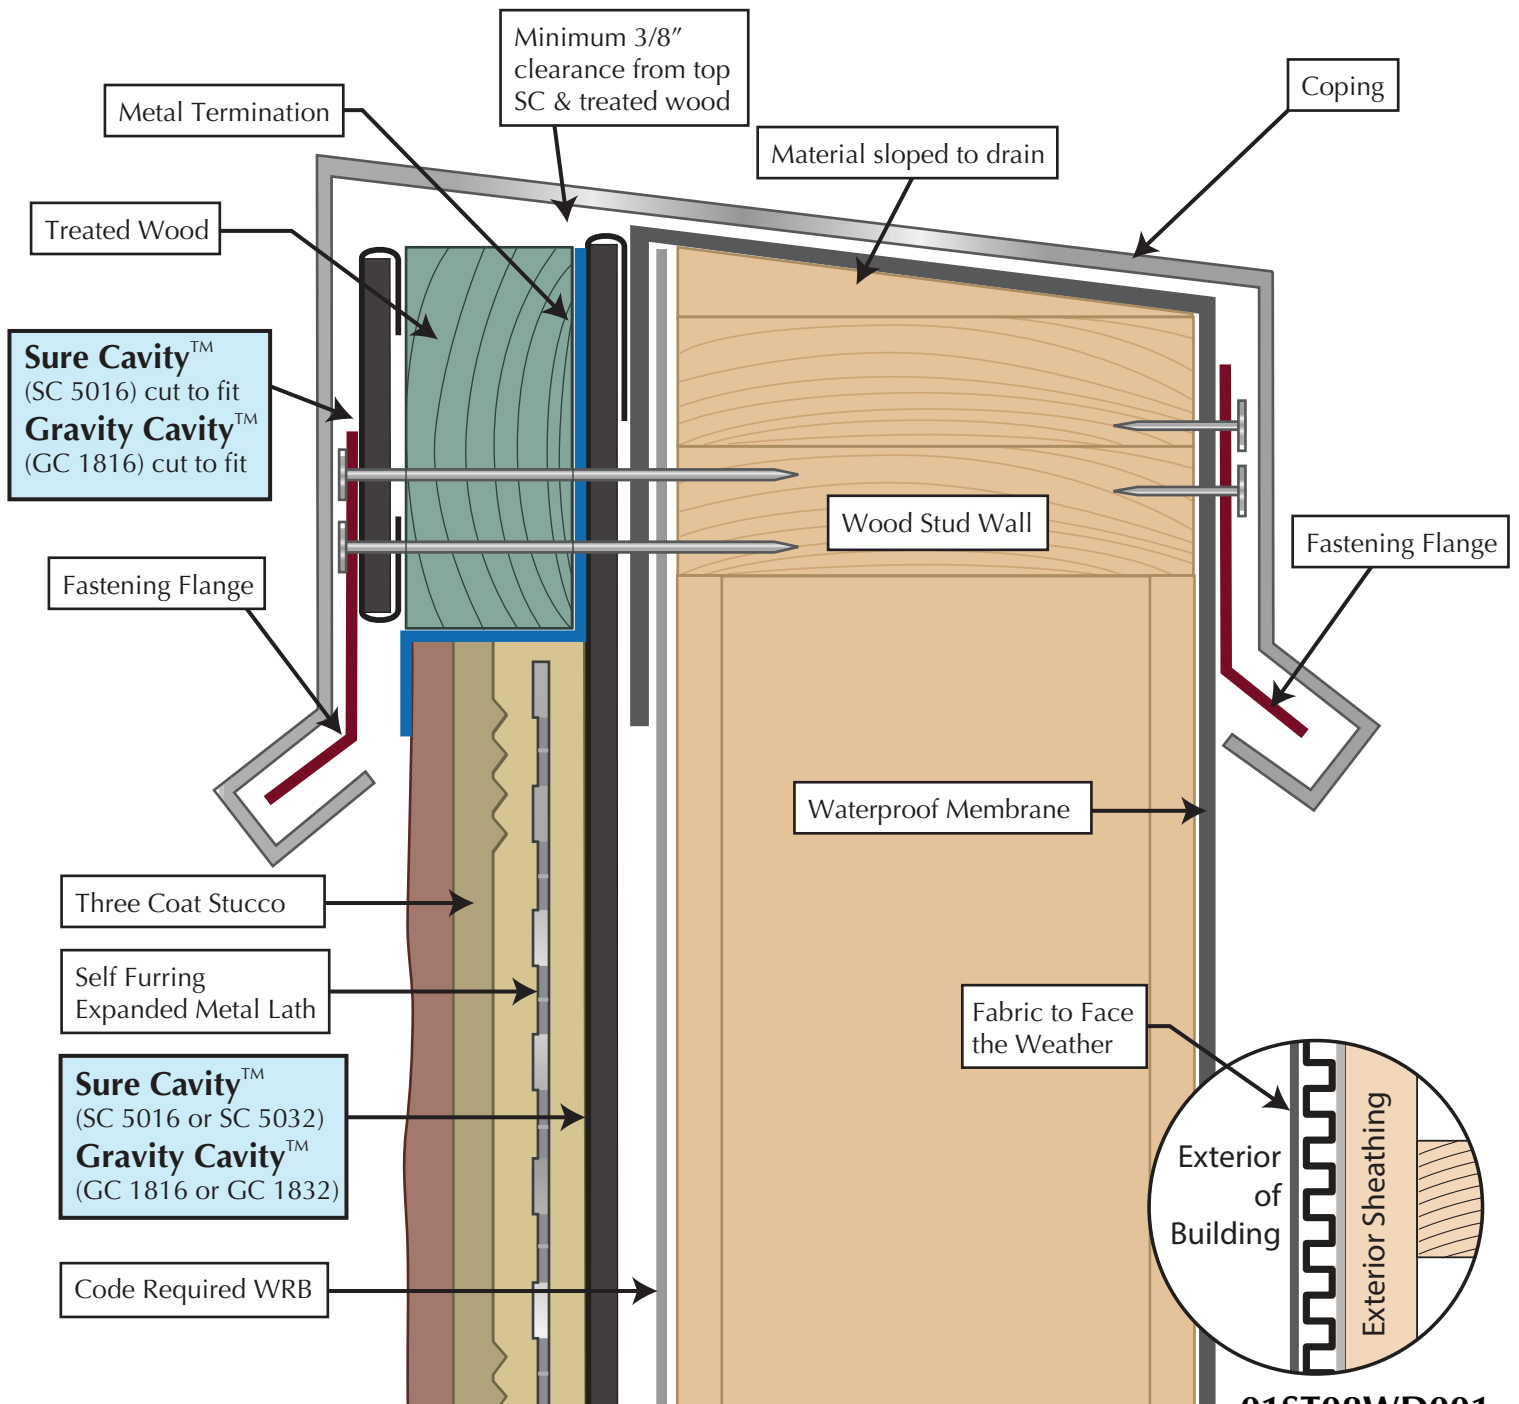 Minimum 3/8"
clearance from top
SC & treated wood
Coping
Metal Termination
Material sloped to drain
Treated Wood
Sure Cavity™
(SC 5016) cut to fit
Gravity Cavity™
(GC 1816) cut to fit
Wood Stud Wall
Fastening Flange
Fastening Flange
Waterproof Membrane
Three Coat Stucco
Self Furring
Expanded Metal Lath
Fabric to Face
the Weather
Sure Cavity™
(SC 5016 or SC 5032)
Gravity Cavity™
(GC 1816 or GC 1832)
Exterior
of
Building
Exterior Sheathing
Code Required WRB